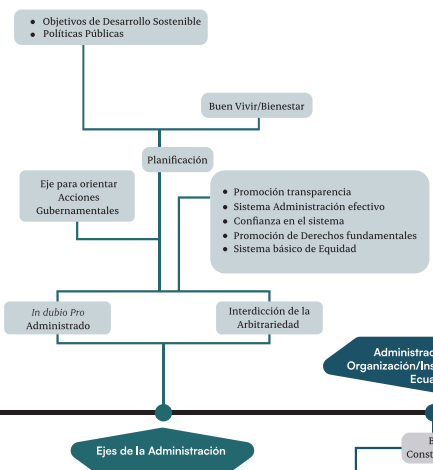 • Objetivos de Desarrollo Sostenible
• Políticas Públicas
Buen Vivir/Bienestar
Planificación
Eje para orientar
Acciones
Gubernamentales
• Promoción transparencia
• Sistema Administración efectivo
• Confianza en el sistema
• Promoción de Derechos fundamentales
• Sistema básico de Equidad
In dubio Pro
Administrado
Interdicción de la
Arbitrariedad
Organización/Ins
Ejes de la Administración